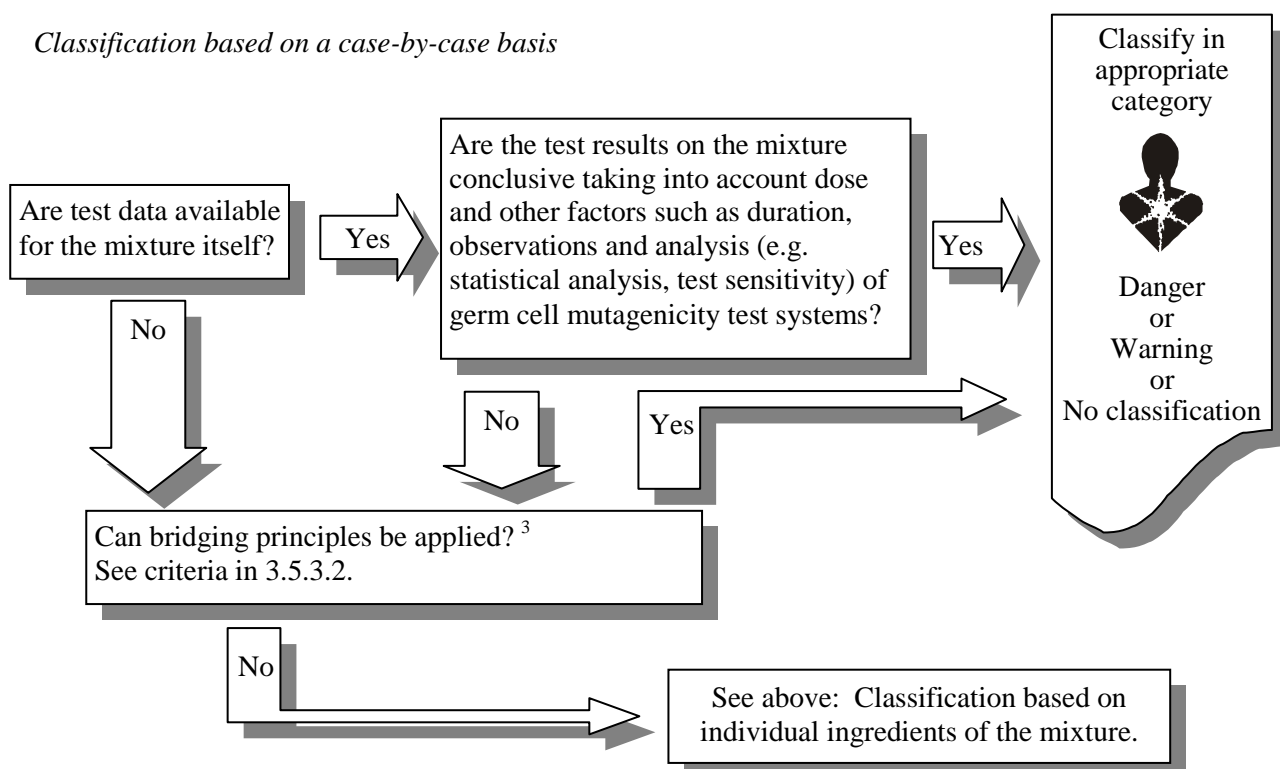 Classification based on a case-by-case basis
Are test data available
for the mixture itself?
Yes
Are the test results on the mixture
conclusive taking into account dose
and other factors such as duration,
observations and analysis (e.g.
statistical analysis, test sensitivity) of
germ cell mutagenicity test systems?
Yes
Classify in
appropriate
category
Danger
or
Warning
or
No classification
No
No
Yes
Can bridging principles be applied? 3
See criteria in 3.5.3.2.
No
See above: Classification based on
individual ingredients of the mixture.